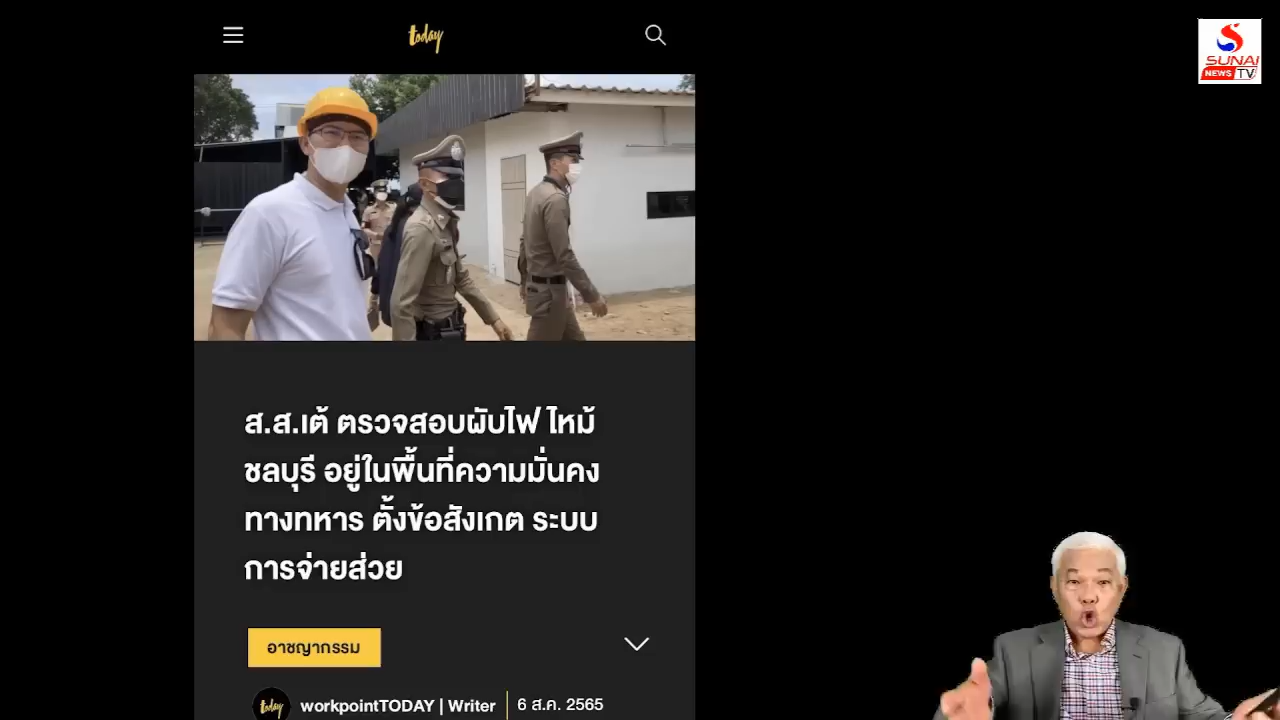 today
SUNAI
NEWS TV
ส.ส.เต้ ตรวจสอบผับไฟ ไหม้
ชลบุรี อยู่ในพื้นที่ความมั่นคง
ทางทหาร ตั้งข้อสังเกต ระบบ
การจ่ายส่วย
อาชญากรรม
today workpointTODAY | Writer | 6 ส.ค. 2565